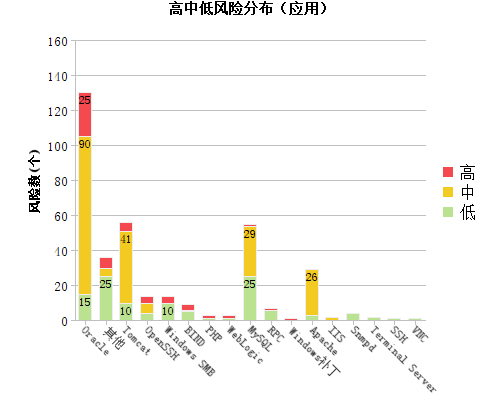 高中低风险分布（应用）
风险数(个)
160
140
120
100
80
60
40
20
0
25
90
15
25
41
10
10
29
25
26
Oracle
其他
Tomcat
OpenSSH
Windows SMB
BIND
PHP
WebLogic
MySQL
RPC
Windows补丁
Apache
IIS
Snmpd
Terminal Server
SSH
VNC
高
中
低